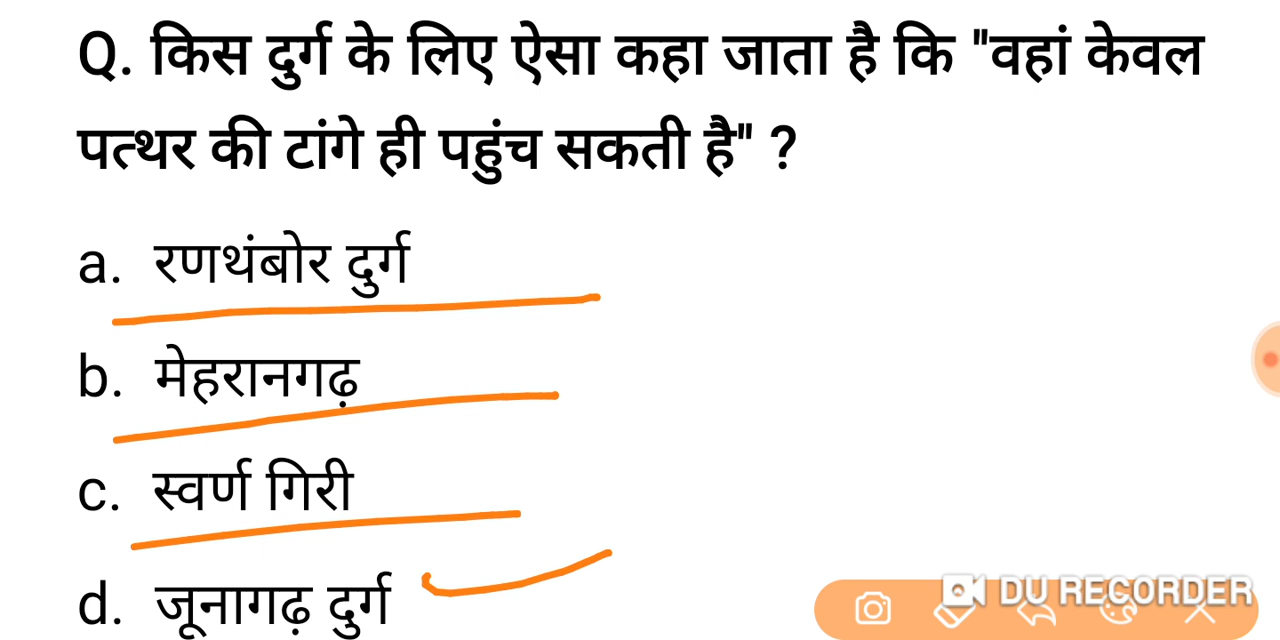 Q. किस दुर्ग के लिए ऐसा कहा जाता है कि "वहां केवल
पत्थर की टांगे ही पहुंच सकती है" ?
a. रणथंबोर दुर्ग
b. मेहरानगढ़
c. स्वर्ण गिरी
d. जूनागढ़ दुर्ग
DU RECORDER